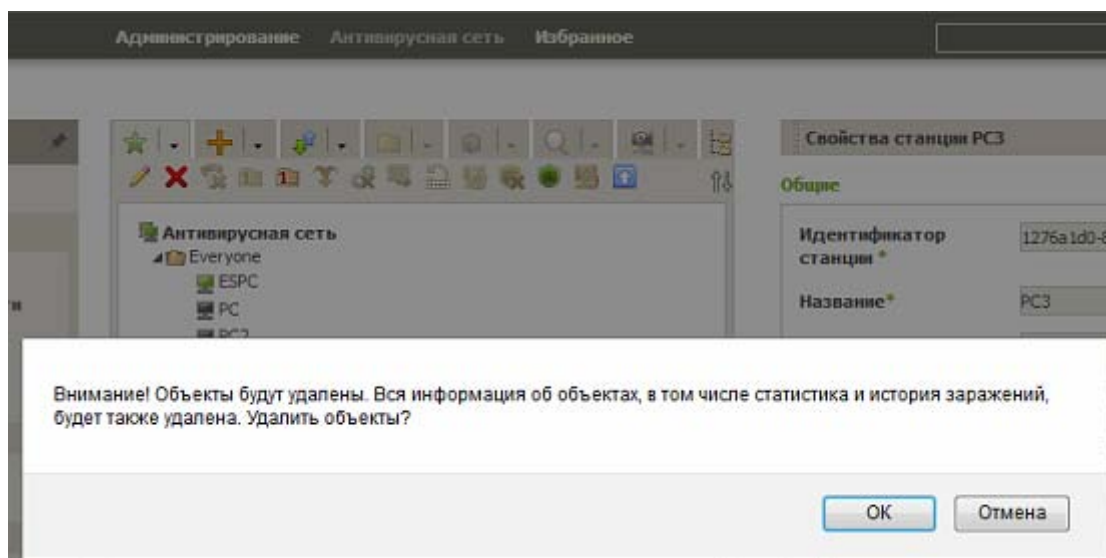 Администрирование Антивирусная сеть Избранное
Свойства станции PC3
Общие
Антивирусная сеть
Everyone
ESPC
PC
PC2
Идентификатор
станции *
1276a1d0-8
Название*
PC3
Внимание! Объекты будут удалены. Вся информация об объектах, в том числе статистика и история заражений,
будет также удалена. Удалить объекты?
OK Отмена